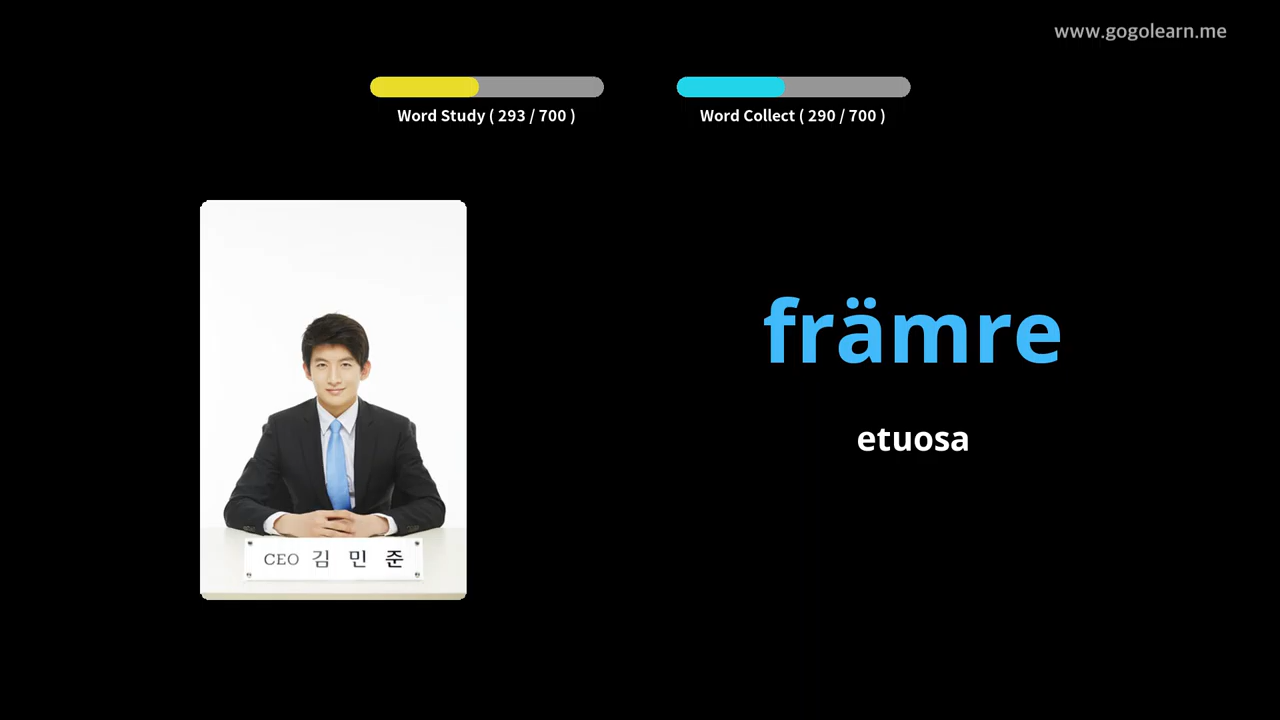 www.gogolearn.me
Word Study ( 293 / 700 )
Word Collect ( 290 / 700 )
främre
etuosa
CEO 김 민 준